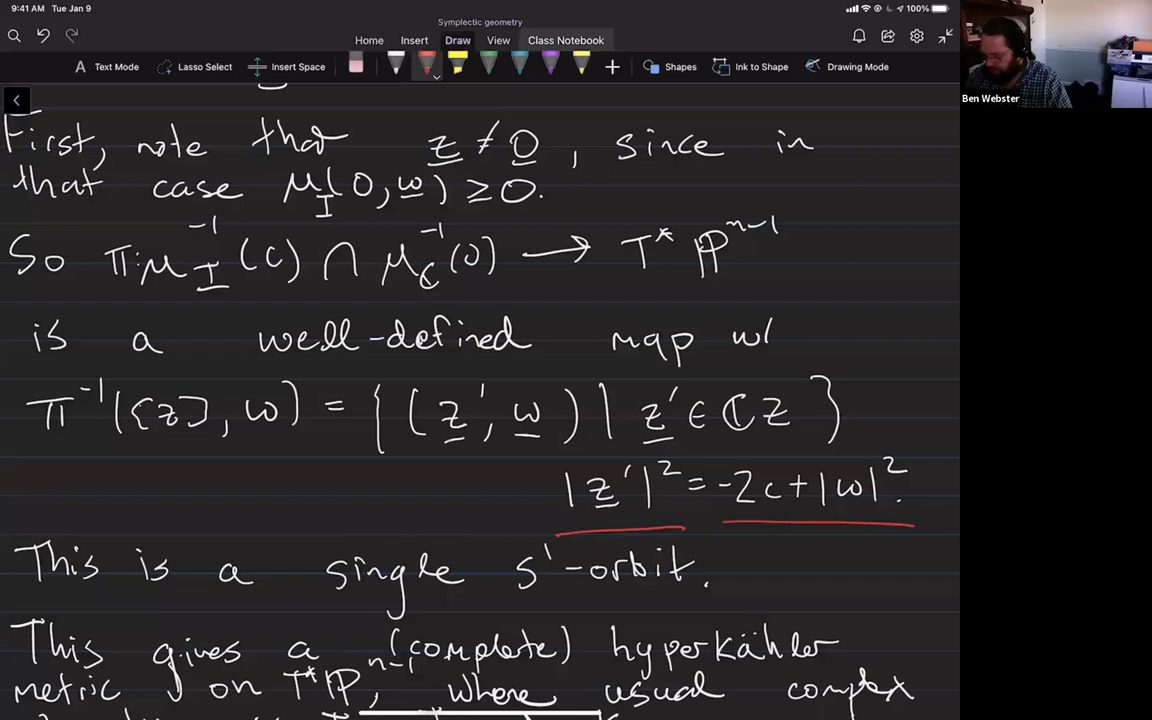 9:41 AM Tue Jan 9
100%
Symplectic geometry
Home Insert Draw View Class Notebook
Text Mode Lasso Select Insert Space Shapes Ink to Shape Drawing Mode
Ben Webster
First, note that z ≠ 0, since in
that case μ_I(0, w) ≥ 0.
So π: μ_I^{-1}(c) ∩ μ_ℂ^{-1}(0) → T*ℙ^{n-1}
is a well-defined map w/
π^{-1}([z], w) = {(z', w) | z' ∈ ℂz}
|z'|² = -2c + |w|².
This is a single S¹-orbit.
This gives a (complete) hyperkähler
metric on T*ℙ^{n-1}, where usual complex